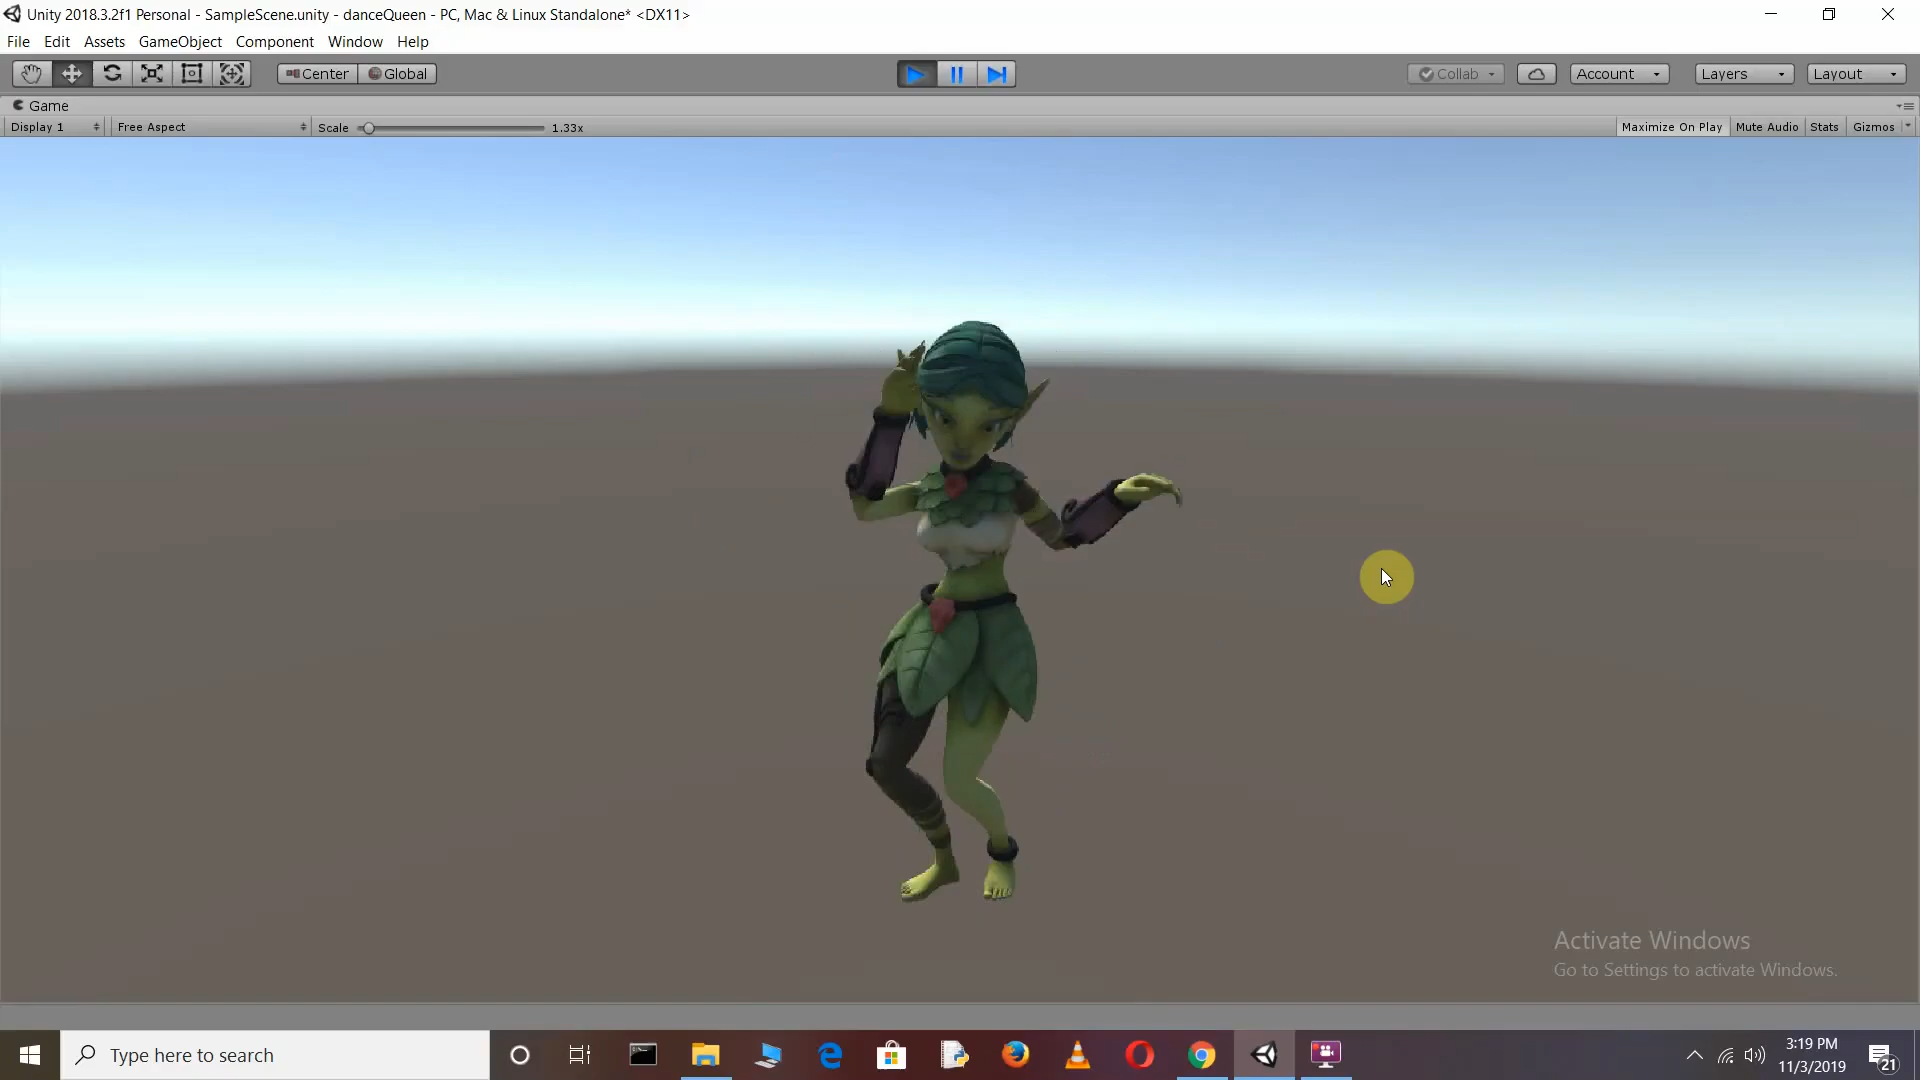 Unity 2018.3.2f1 Personal - SampleScene.unity - danceQueen - PC, Mac & Linux Standalone* <DX11>
File Edit Assets GameObject Component Window Help
Center Global Collab Account Layers Layout
Game
Display 1 Free Aspect Scale 1.33x Maximize On Play Mute Audio Stats Gizmos
Activate Windows
Go to Settings to activate Windows.
Type here to search
3:19 PM
11/3/2019
21